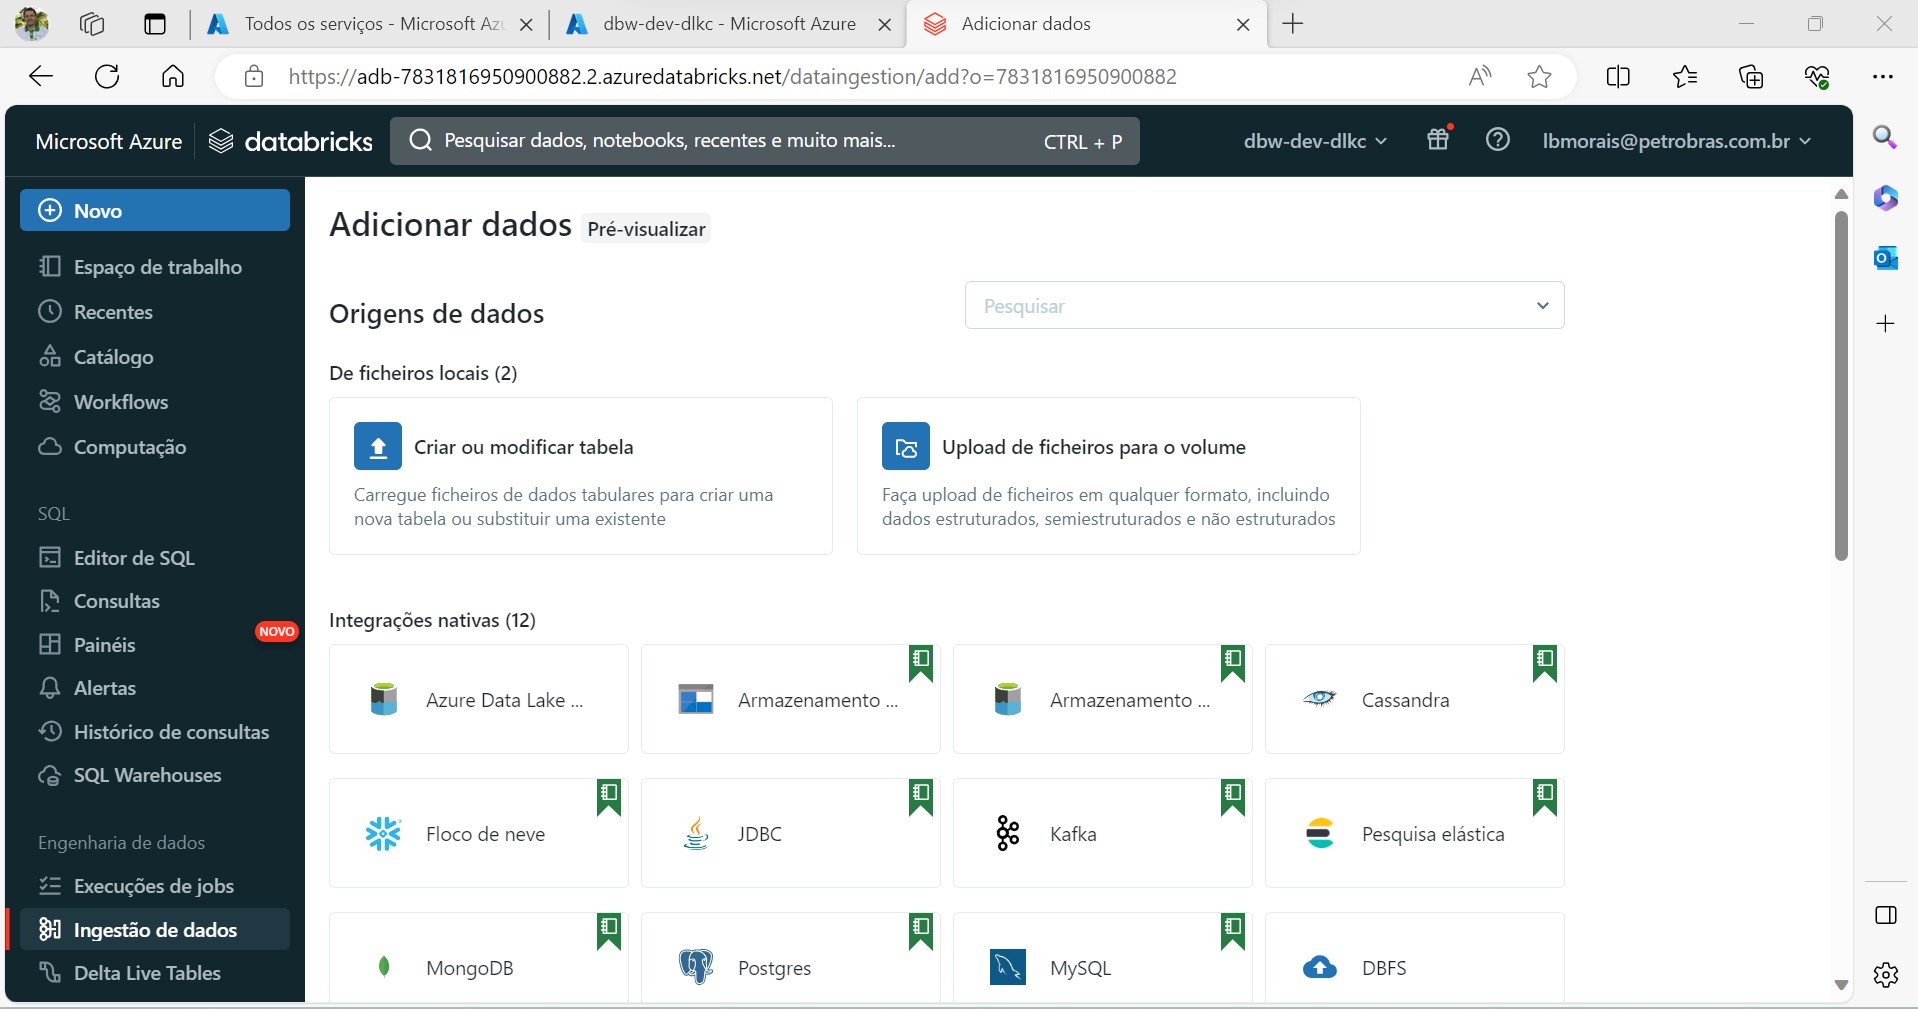 Todos os serviços - Microsoft Azu
dbw-dev-dlkc - Microsoft Azure
Adicionar dados
https://adb-7831816950900882.2.azuredatabricks.net/dataingestion/add?o=7831816950900882
Microsoft Azure
databricks
Pesquisar dados, notebooks, recentes e muito mais...
CTRL + P
dbw-dev-dlkc
lbmorais@petrobras.com.br
Novo
Espaço de trabalho
Recentes
Catálogo
Workflows
Computação
SQL
Editor de SQL
Consultas
Painéis
NOVO
Alertas
Histórico de consultas
SQL Warehouses
Engenharia de dados
Execuções de jobs
Ingestão de dados
Delta Live Tables
Adicionar dados
Pré-visualizar
Origens de dados
Pesquisar
De ficheiros locais (2)
Criar ou modificar tabela
Carregue ficheiros de dados tabulares para criar uma
nova tabela ou substituir uma existente
Upload de ficheiros para o volume
Faça upload de ficheiros em qualquer formato, incluindo
dados estruturados, semiestruturados e não estruturados
Integrações nativas (12)
Azure Data Lake ...
Armazenamento ...
Armazenamento ...
Cassandra
Floco de neve
JDBC
Kafka
Pesquisa elástica
MongoDB
Postgres
MySQL
DBFS